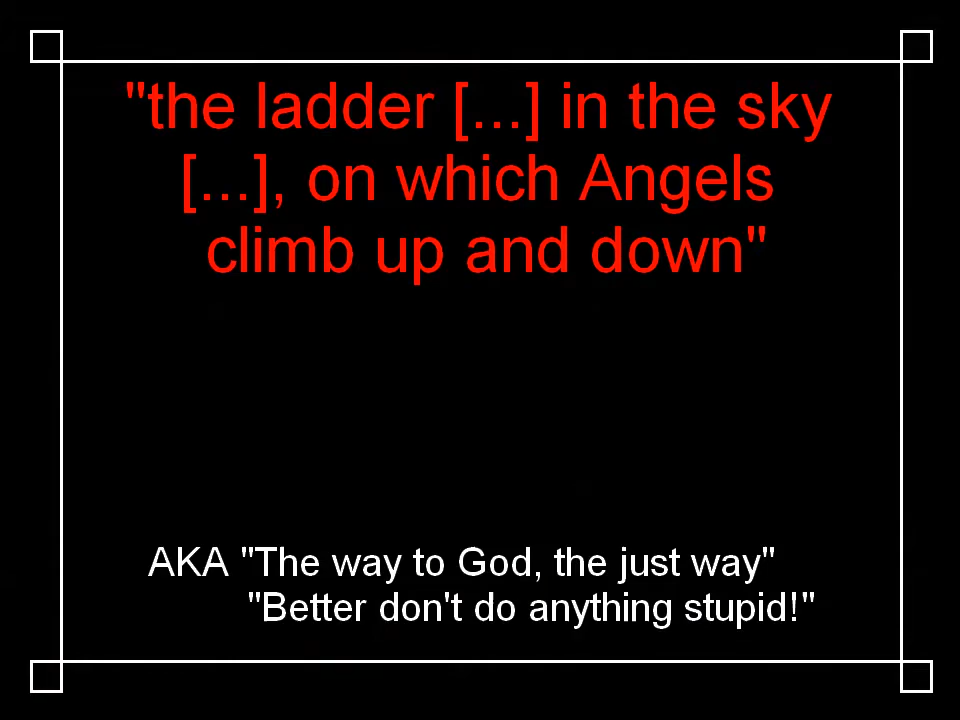 "the ladder [...] in the sky
[...], on which Angels
climb up and down"
AKA "The way to God, the just way"
"Better don't do anything stupid!"